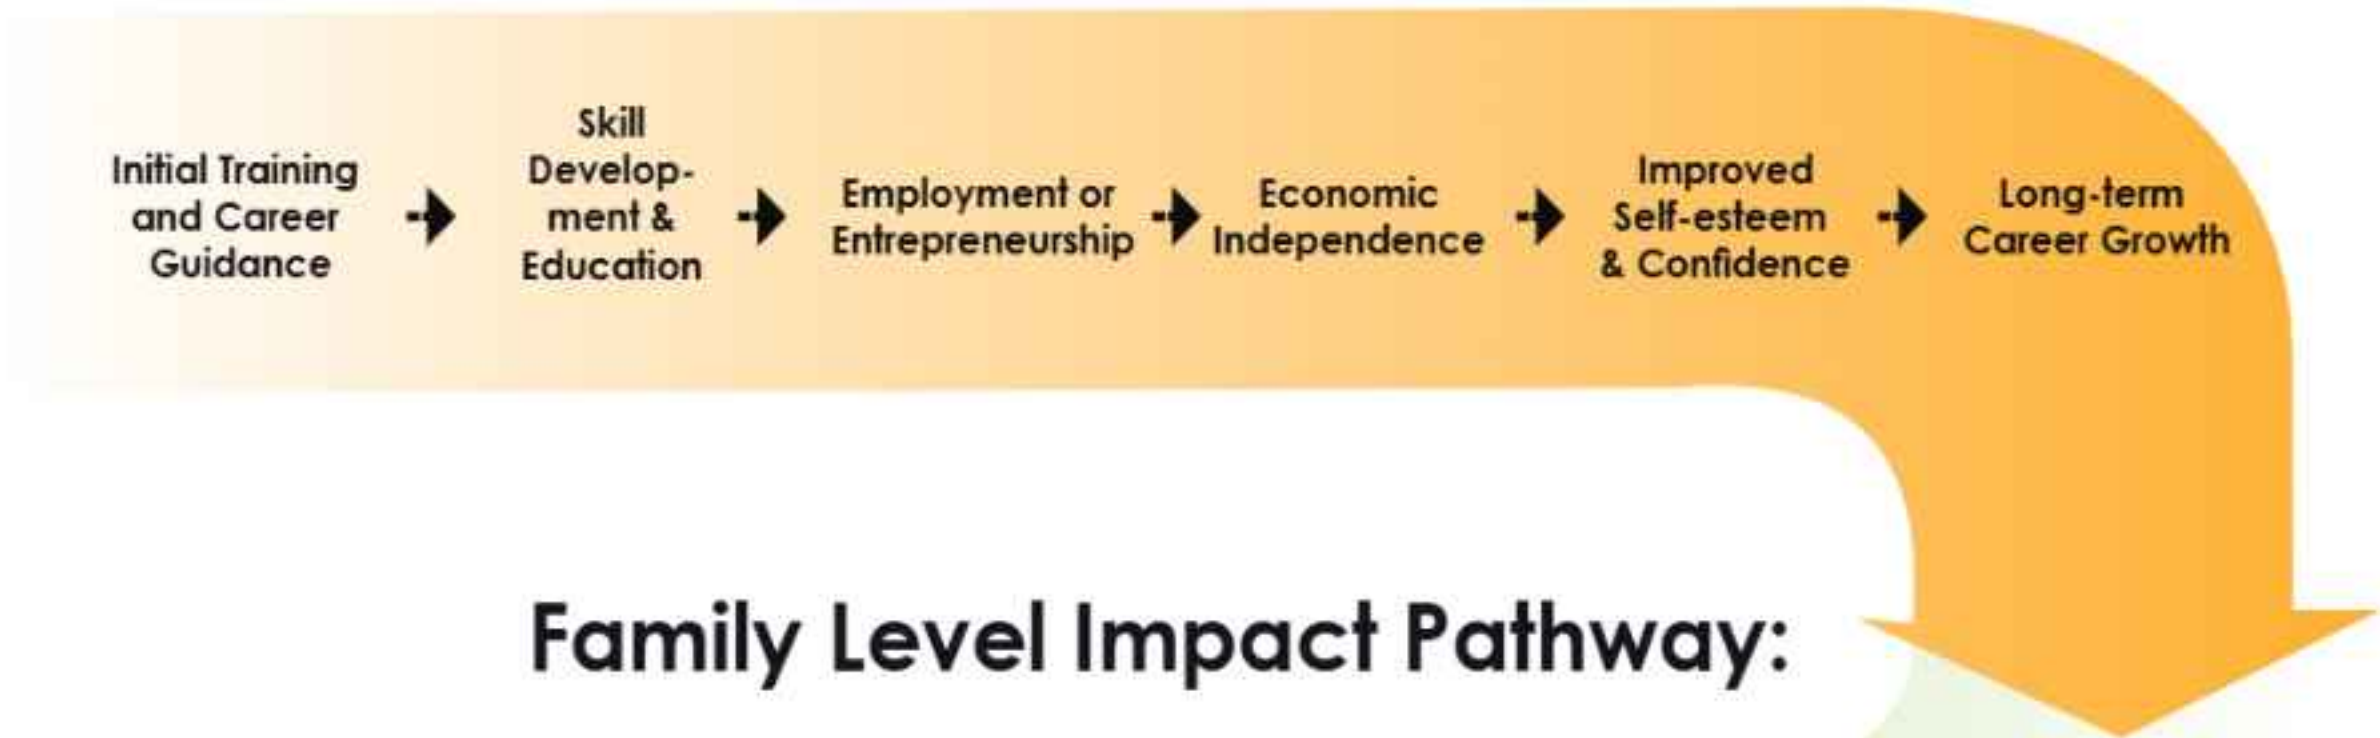 Initial Training
and Career
Guidance
Skill
Develop-
ment &
Education
Employment or
Entrepreneurship
Economic
Independence
Improved
Self-esteem
& Confidence
Long-term
Career Growth
Family Level Impact Pathway: